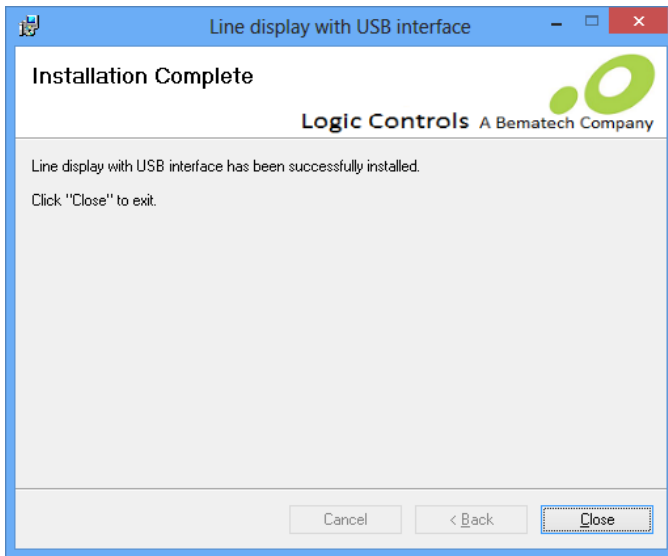 Line display with USB interface
Installation Complete
Logic Controls A Bematech Company
Line display with USB interface has been successfully installed.
Click "Close" to exit.
Cancel
< Back
Close